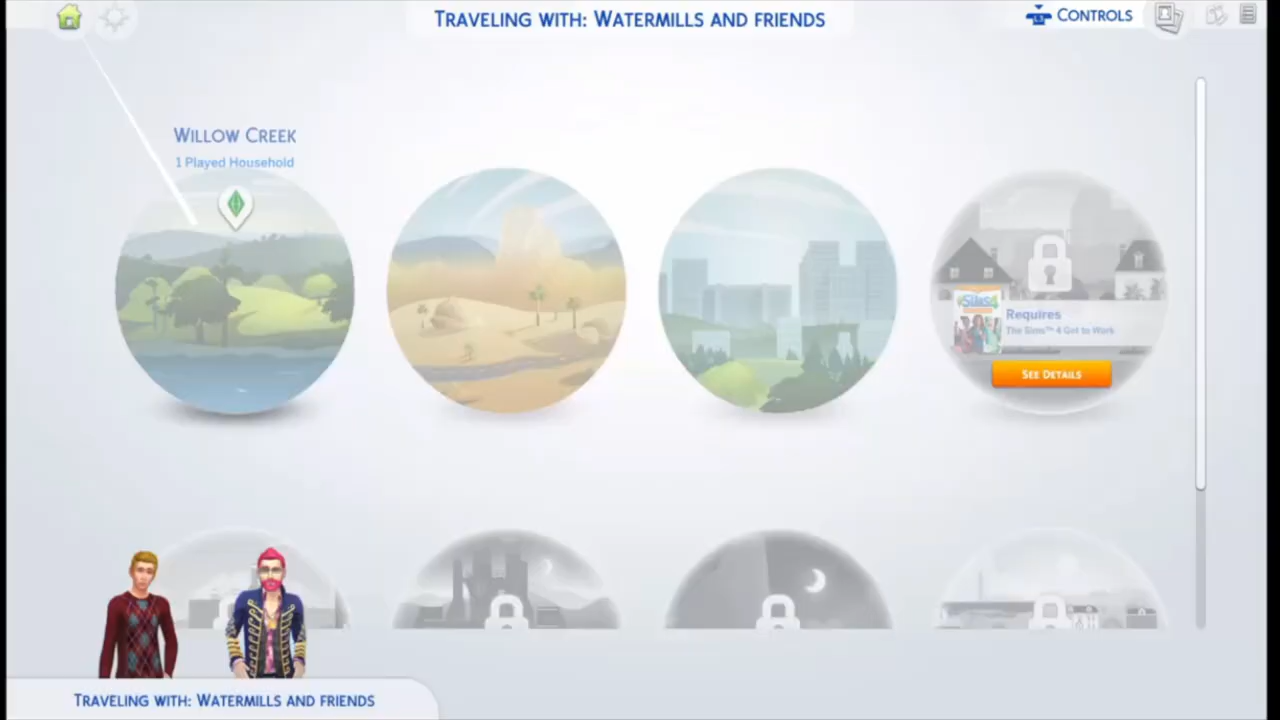 Traveling with: Watermills and friends
Controls
Willow Creek
1 Played Household
Sims4
Requires
The Sims™ 4 Get to Work
See Details
Traveling with: Watermills and friends